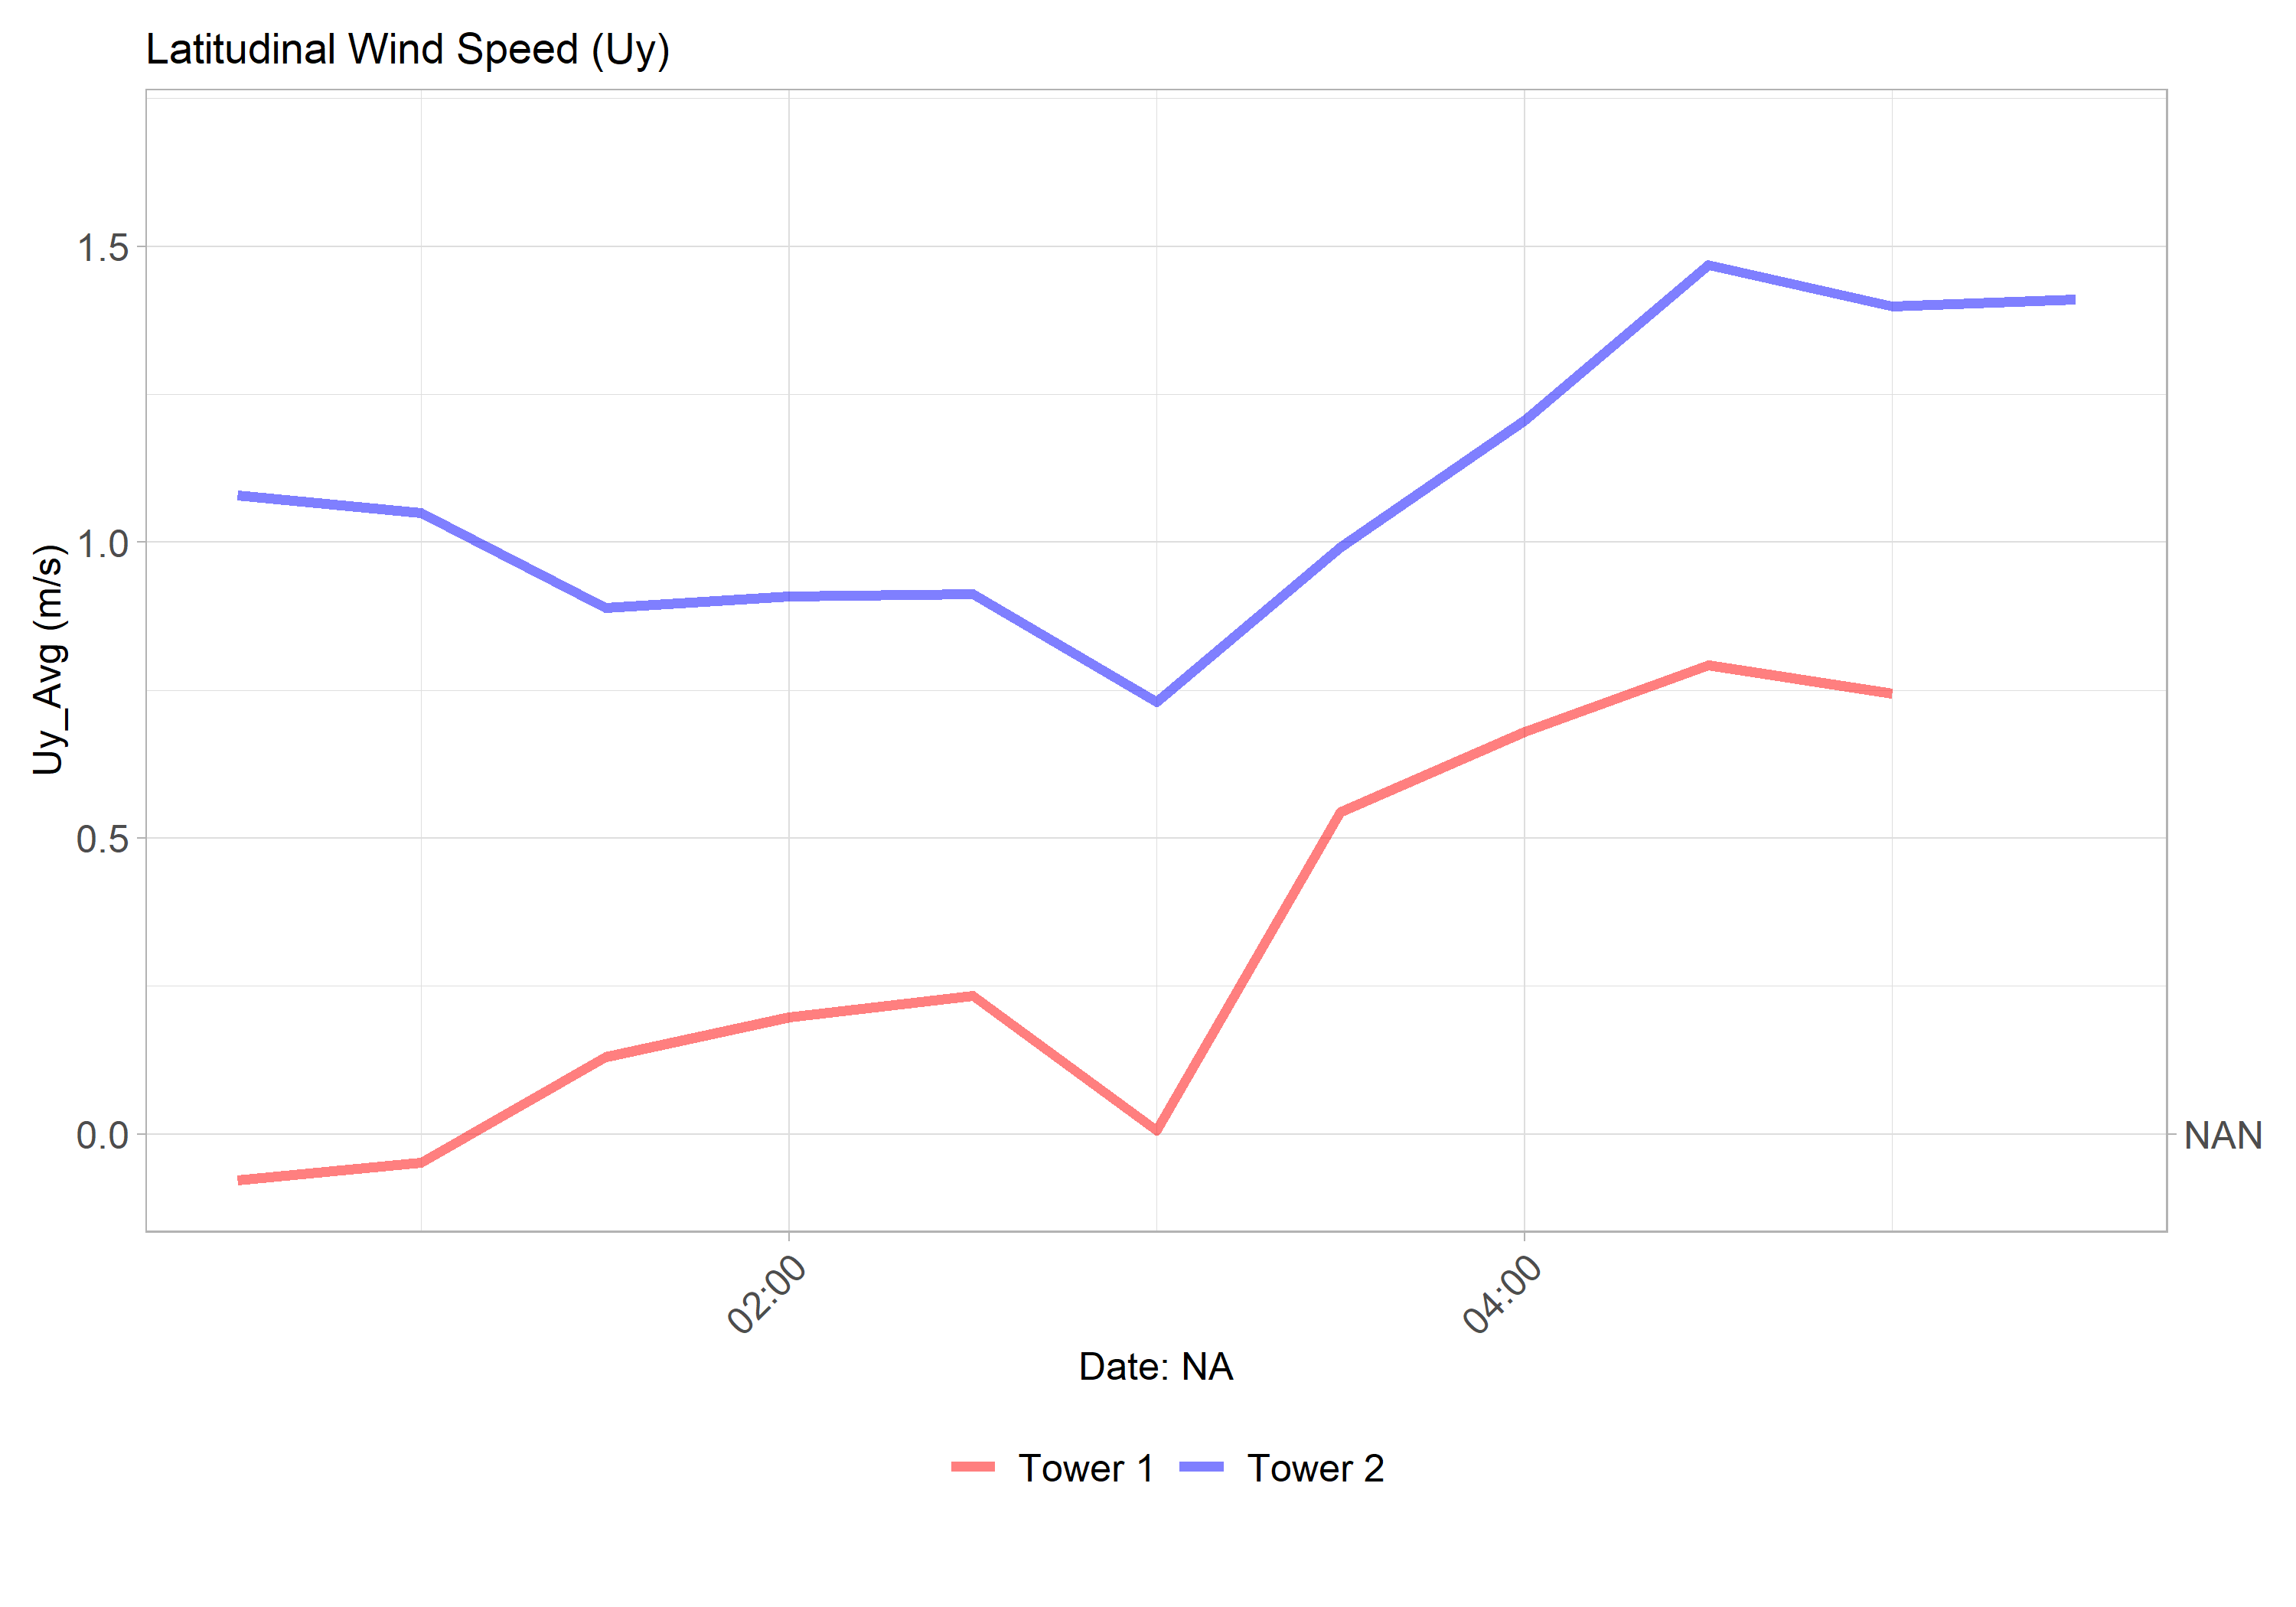 Latitudinal Wind Speed (Uy)
Uy_Avg (m/s)
1.5
1.0
0.5
0.0
NAN
02:00
04:00
Date: NA
Tower 1
Tower 2